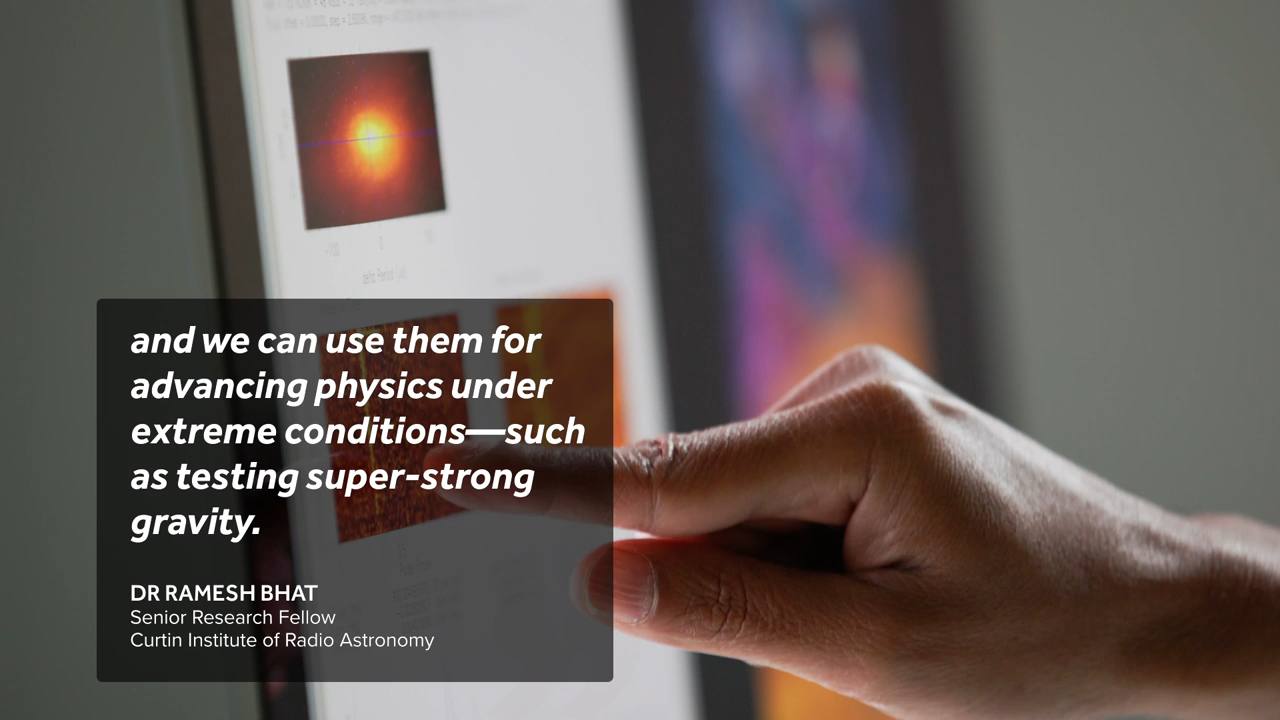 and we can use them for
advancing physics under
extreme conditions—such
as testing super-strong
gravity.
DR RAMESH BHAT
Senior Research Fellow
Curtin Institute of Radio Astronomy